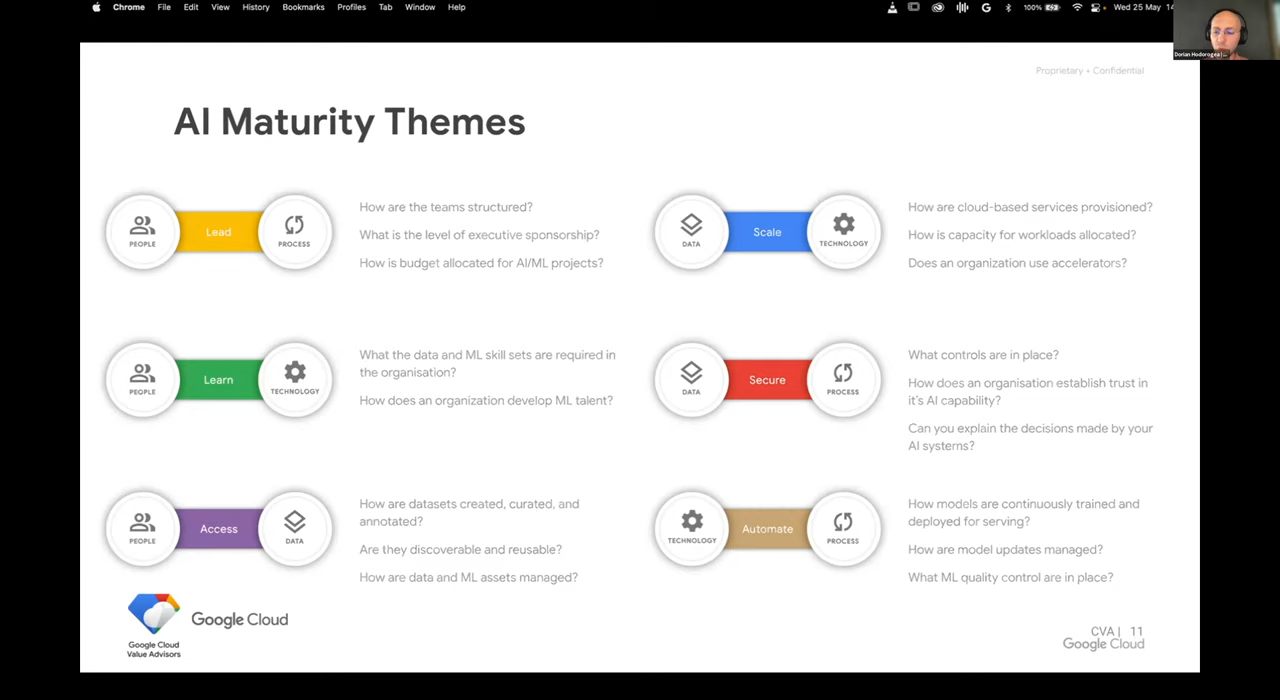 Chrome File Edit View History Bookmarks Profiles Tab Window Help
100% Wed 25 May 14
Dorian Hodorogea
Proprietary + Confidential
AI Maturity Themes
PEOPLE
Lead
PROCESS
How are the teams structured?
What is the level of executive sponsorship?
How is budget allocated for AI/ML projects?
DATA
Scale
TECHNOLOGY
How are cloud-based services provisioned?
How is capacity for workloads allocated?
Does an organization use accelerators?
PEOPLE
Learn
TECHNOLOGY
What the data and ML skill sets are required in
the organisation?
How does an organization develop ML talent?
DATA
Secure
PROCESS
What controls are in place?
How does an organisation establish trust in
it's AI capability?
Can you explain the decisions made by your
AI systems?
PEOPLE
Access
DATA
How are datasets created, curated, and
annotated?
Are they discoverable and reusable?
How are data and ML assets managed?
TECHNOLOGY
Automate
PROCESS
How models are continuously trained and
deployed for serving?
How are model updates managed?
What ML quality control are in place?
Google Cloud
Google Cloud
Value Advisors
CVA | 11
Google Cloud